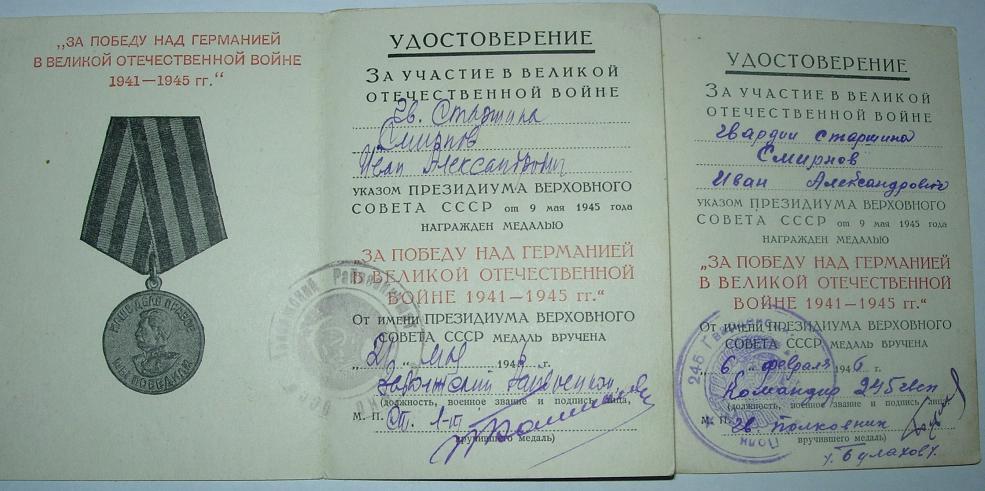 „ЗА ПОБЕДУ НАД ГЕРМАНИЕЙ
В ВЕЛИКОЙ ОТЕЧЕСТВЕННОЙ ВОЙНЕ
1941—1945 гг.“
НАШЕ ДЕЛО ПРАВОЕ
МЫ ПОБЕДИЛИ
УДОСТОВЕРЕНИЕ
ЗА УЧАСТИЕ В ВЕЛИКОЙ
ОТЕЧЕСТВЕННОЙ ВОЙНЕ
Гв. Старшина
Смирнов
Иван Александрович
УКАЗОМ ПРЕЗИДИУМА ВЕРХОВНОГО
СОВЕТА СССР от 9 мая 1945 года
НАГРАЖДЕН МЕДАЛЬЮ
„ЗА ПОБЕДУ НАД ГЕРМАНИЕЙ
В ВЕЛИКОЙ ОТЕЧЕСТВЕННОЙ
ВОЙНЕ 1941—1945 гг.“
ОТ ИМЕНИ ПРЕЗИДИУМА ВЕРХОВНОГО
СОВЕТА СССР МЕДАЛЬ ВРУЧЕНА
194 г.
(должность, военное звание и подпись лица,
М. П.
вручившего медаль)
УДОСТОВЕРЕНИЕ
ЗА УЧАСТИЕ В ВЕЛИКОЙ
ОТЕЧЕСТВЕННОЙ ВОЙНЕ
Гвардии старшина
Смирнов
Иван Александрович
УКАЗОМ ПРЕЗИДИУМА ВЕРХОВНОГО
СОВЕТА СССР от 9 мая 1945 года
НАГРАЖДЕН МЕДАЛЬЮ
„ЗА ПОБЕДУ НАД ГЕРМАНИЕЙ
В ВЕЛИКОЙ ОТЕЧЕСТВЕННОЙ
ВОЙНЕ 1941—1945 гг.“
ОТ ИМЕНИ ПРЕЗИДИУМА ВЕРХОВНОГО
СОВЕТА СССР МЕДАЛЬ ВРУЧЕНА
„6“ февраля 1946 г.
Командир 245 гвсп
(должность, военное звание и подпись лица,
М. П. гв. полковник
вручившего медаль)
/Булахов/.